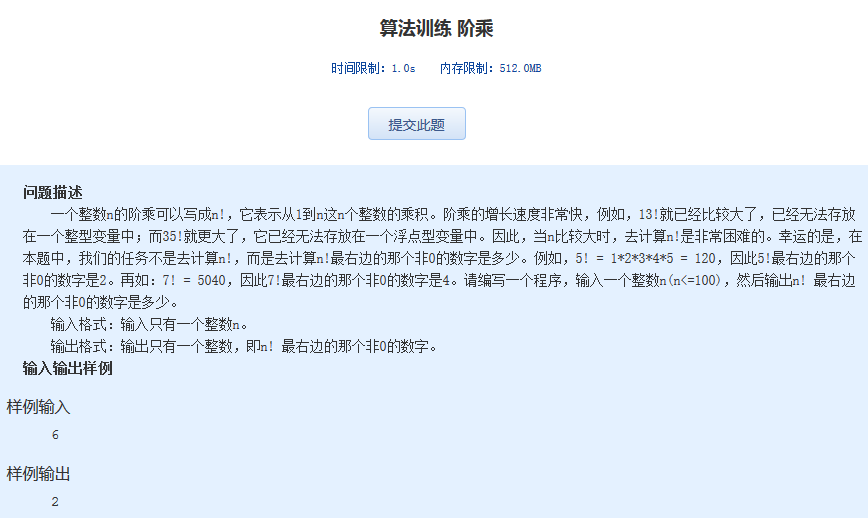 算法训练 阶乘
时间限制：1.0s 内存限制：512.0MB
提交此题
问题描述
一个整数n的阶乘可以写成n!，它表示从1到n这n个整数的乘积。阶乘的增长速度非常快，例如，13!就已经比较大了，已经无法存放
在一个整型变量中；而35!就更大了，它已经无法存放在一个浮点型变量中。因此，当n比较大时，去计算n!是非常困难的。幸运的是，在
本题中，我们的任务不是去计算n!，而是去计算n!最右边的那个非0的数字是多少。例如，5! = 1*2*3*4*5 = 120，因此5!最右边的那个
非0的数字是2。再如：7! = 5040，因此7!最右边的那个非0的数字是4。请编写一个程序，输入一个整数n(n<=100)，然后输出n! 最右边
的那个非0的数字是多少。
输入格式：输入只有一个整数n。
输出格式：输出只有一个整数，即n! 最右边的那个非0的数字。
输入输出样例
样例输入
6
样例输出
2